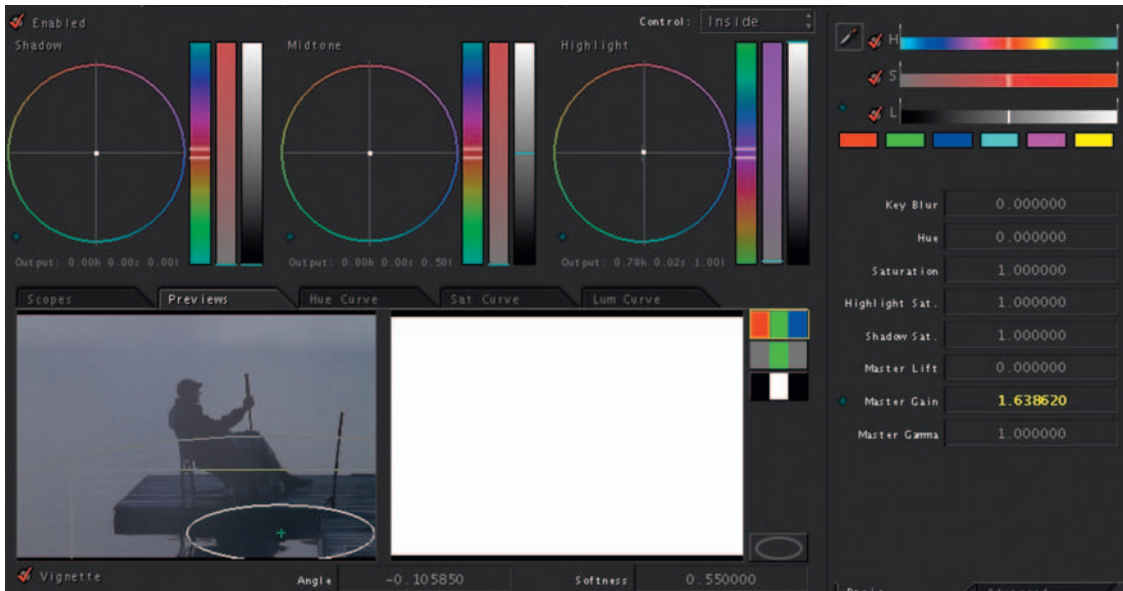 Enabled
Control: Inside
Shadow
Midtone
Highlight
H
S
L
Output: 0.00h 0.00s 0.00l
Output: 0.00h 0.00s 0.50l
Output: 0.78h 0.02s 1.00l
Key Blur 0.000000
Hue 0.000000
Saturation 1.000000
Highlight Sat. 1.000000
Shadow Sat. 1.000000
Master Lift 0.000000
Master Gain 1.638620
Master Gamma 1.000000
Scopes
Previews
Hue Curve
Sat Curve
Lum Curve
Vignette
Angle -0.105850
Softness 0.550000